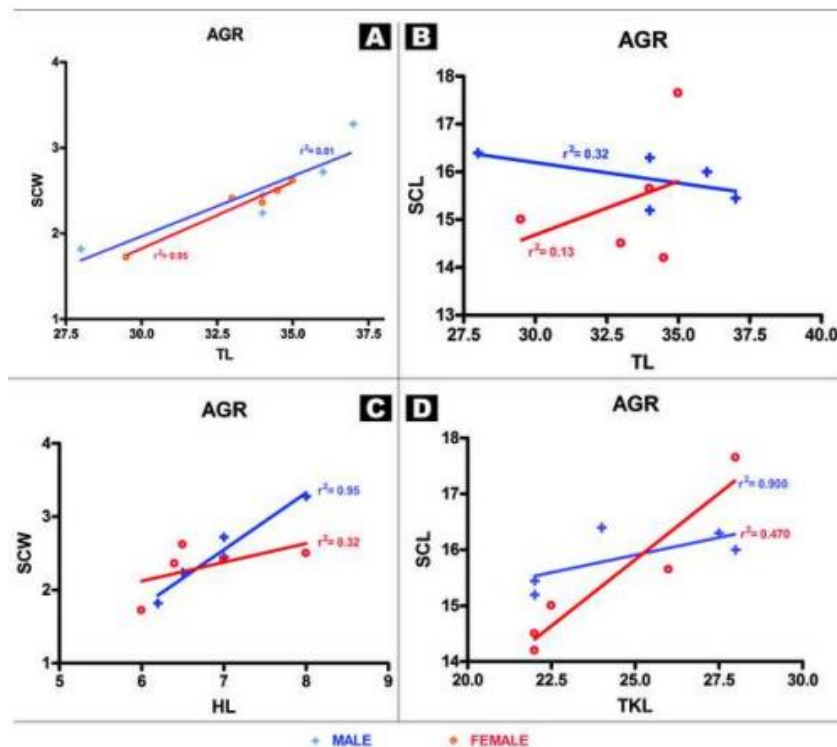 AGR
A
4
3
2
1
SCW
r²= 0.81
r²= 0.95
27.5 30.0 32.5 35.0 37.5
TL
B
AGR
18
17
16
15
14
13
SCL
r²= 0.32
r²= 0.13
27.5 30.0 32.5 35.0 37.5 40.0
TL
AGR
C
4
3
2
1
SCW
r²= 0.95
r²= 0.32
5 6 7 8 9
HL
D
AGR
18
17
16
15
14
SCL
r²= 0.900
r²= 0.470
20.0 22.5 25.0 27.5 30.0
TKL
MALE FEMALE